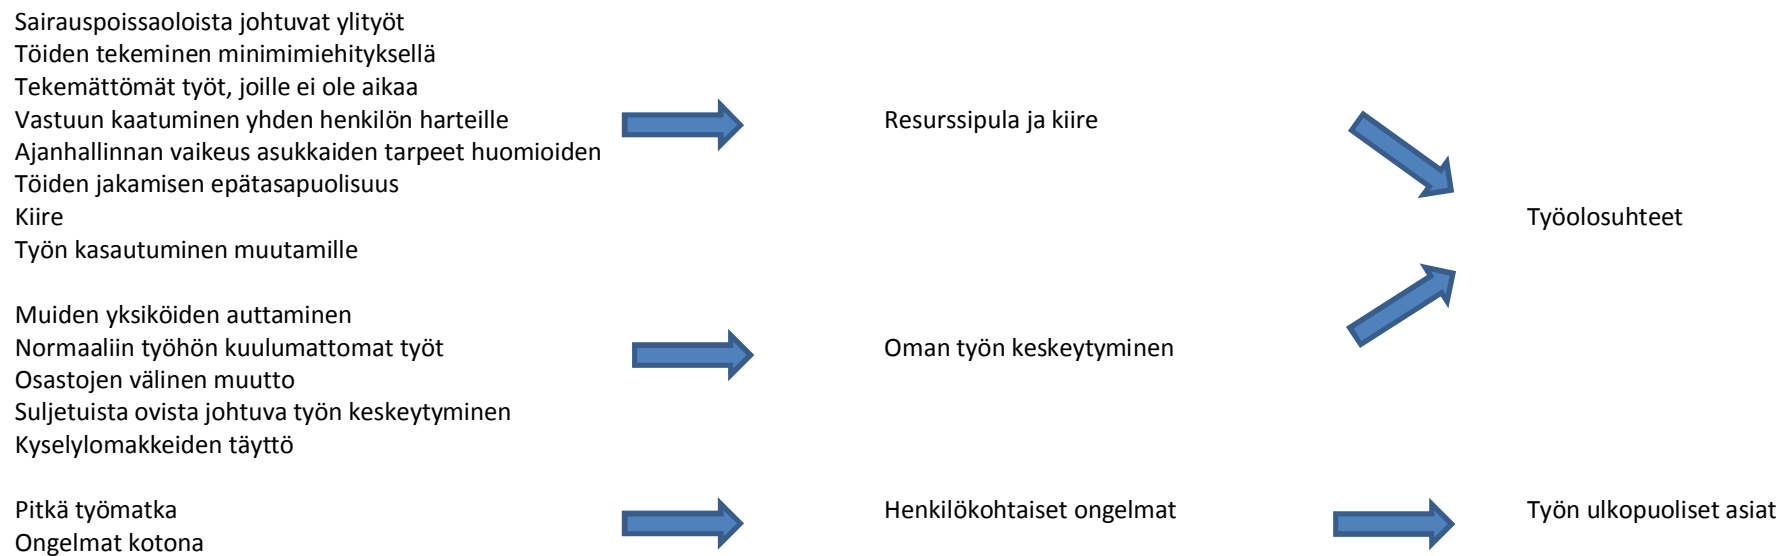 Sairauspoissaoloista johtuvat ylityöt
Töiden tekeminen minimimiehityksellä
Tekemättömät työt, joille ei ole aikaa
Vastuun kaatuminen yhden henkilön harteille
Ajanhallinnan vaikeus asukkaiden tarpeet huomioiden
Töiden jakamisen epätasapuolisuus
Kiire
Työn kasautuminen muutamille
Resurssipula ja kiire
Työolosuhteet
Muiden yksiköiden auttaminen
Normaaliin työhön kuulumattomat työt
Osastojen välinen muutto
Suljetuista ovista johtuva työn keskeytyminen
Kyselylomakkeiden täyttö
Oman työn keskeytyminen
Pitkä työmatka
Ongelmat kotona
Henkilökohtaiset ongelmat
Työn ulkopuoliset asiat